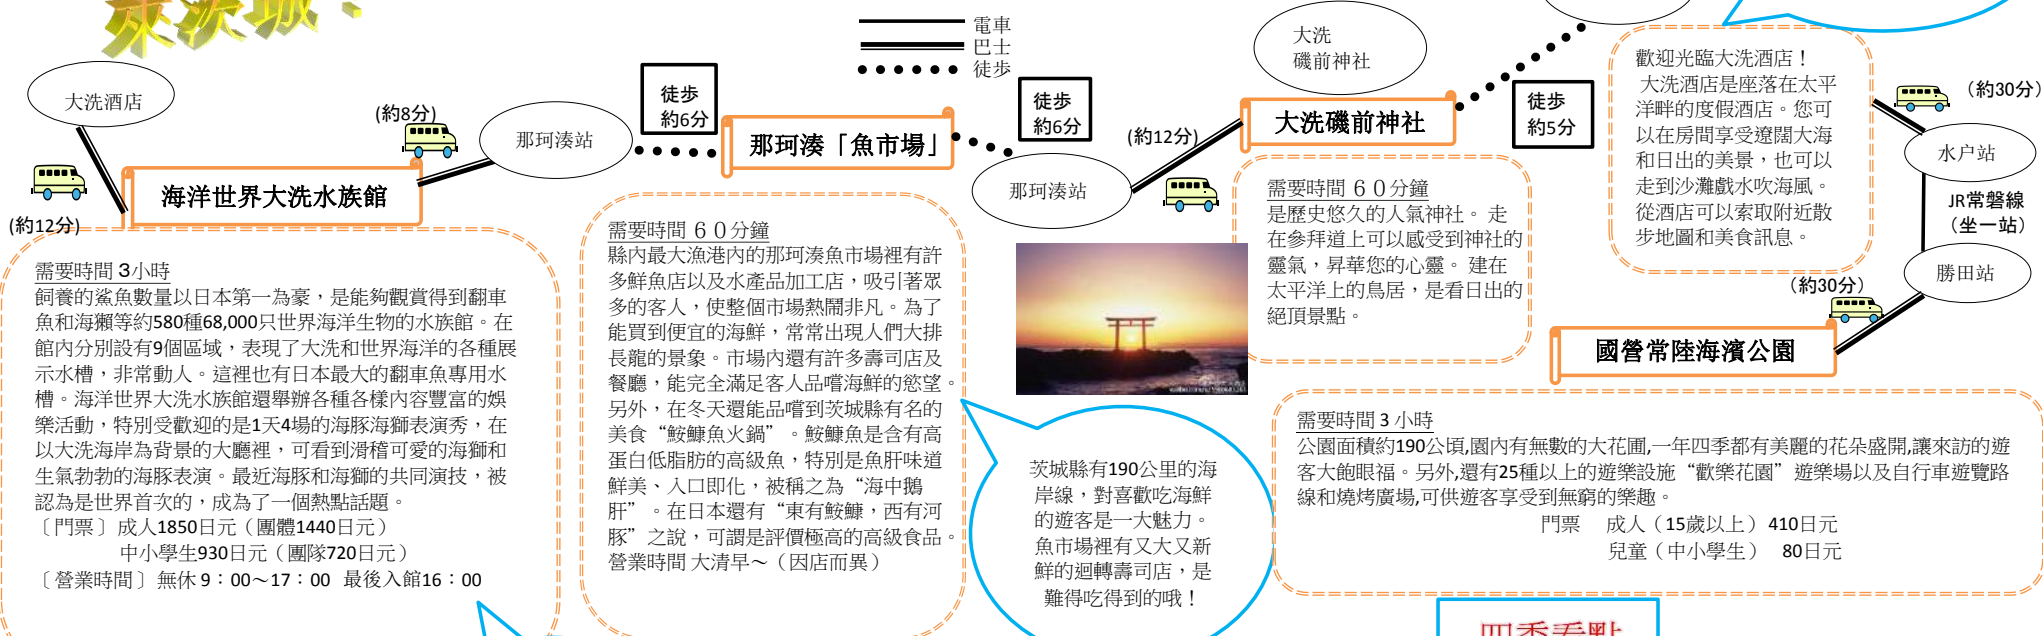 來茨城！
電車
巴士
徒步
大洗酒店
(約12分)
海洋世界大洗水族館
(約8分)
那珂湊站
徒步
約6分
那珂湊「魚市場」
徒步
約6分
那珂湊站
(約12分)
大洗
磯前神社
大洗磯前神社
徒步
約5分
需要時間 3小時
飼養的鯊魚數量以日本第一為豪，是能夠觀賞得到翻車
魚和海獺等約580種68,000只世界海洋生物的水族館。在
館內分別設有9個區域，表現了大洗和世界海洋的各種展
示水槽，非常動人。這裡也有日本最大的翻車魚專用水
槽。海洋世界大洗水族館還舉辦各種各樣內容豐富的娛
樂活動，特別受歡迎的是1天4場的海豚海獅表演秀，在
以大洗海岸為背景的大廳裡，可看到滑稽可愛的海獅和
生氣勃勃的海豚表演。最近海豚和海獅的共同演技，被
認為是世界首次的，成為了一個熱點話題。
〔門票〕成人1850日元（團體1440日元）
中小學生930日元（團隊720日元）
〔營業時間〕無休 9：00～17：00 最後入館16：00
需要時間 6 0分鐘
縣內最大漁港內的那珂湊魚市場裡有許
多鮮魚店以及水產品加工店，吸引著眾
多的客人，使整個市場熱鬧非凡。為了
能買到便宜的海鮮，常常出現人們大排
長龍的景象。市場內還有許多壽司店及
餐廳，能完全滿足客人品嚐海鮮的慾望。
另外，在冬天還能品嚐到茨城縣有名的
美食“鮟鱇魚火鍋”。鮟鱇魚是含有高
蛋白低脂肪的高級魚，特別是魚肝味道
鮮美、入口即化，被稱之為“海中鵝
肝”。在日本還有“東有鮟鱇，西有河
豚”之說，可謂是評價極高的高級食品。
營業時間 大清早～（因店而異）
需要時間 6 0分鐘
是歷史悠久的人氣神社。 走
在參拜道上可以感受到神社的
靈氣，昇華您的心靈。 建在
太平洋上的鳥居，是看日出的
絕頂景點。
茨城縣有190公里的海
岸線，對喜歡吃海鮮
的遊客是一大魅力。
魚市場裡有又大又新
鮮的迴轉壽司店，是
難得吃得到的哦！
歡迎光臨大洗酒店！
大洗酒店是座落在太平
洋畔的度假酒店。您可
以在房間享受遼闊大海
和日出的美景，也可以
走到沙灘戲水吹海風。
從酒店可以索取附近散
步地圖和美食訊息。
（約30分）
水户站
JR常磐線
（坐一站）
勝田站
（約30分）
國營常陸海濱公園
需要時間 3 小時
公園面積約190公頃,園內有無數的大花圃,一年四季都有美麗的花朵盛開,讓來訪的遊
客大飽眼福。另外,還有25種以上的遊樂設施“歡樂花園”遊樂場以及自行車遊覽路
線和燒烤廣場,可供遊客享受到無窮的樂趣。
門票 成人（15歲以上）410日元
兒童（中小學生） 80日元
四季看點